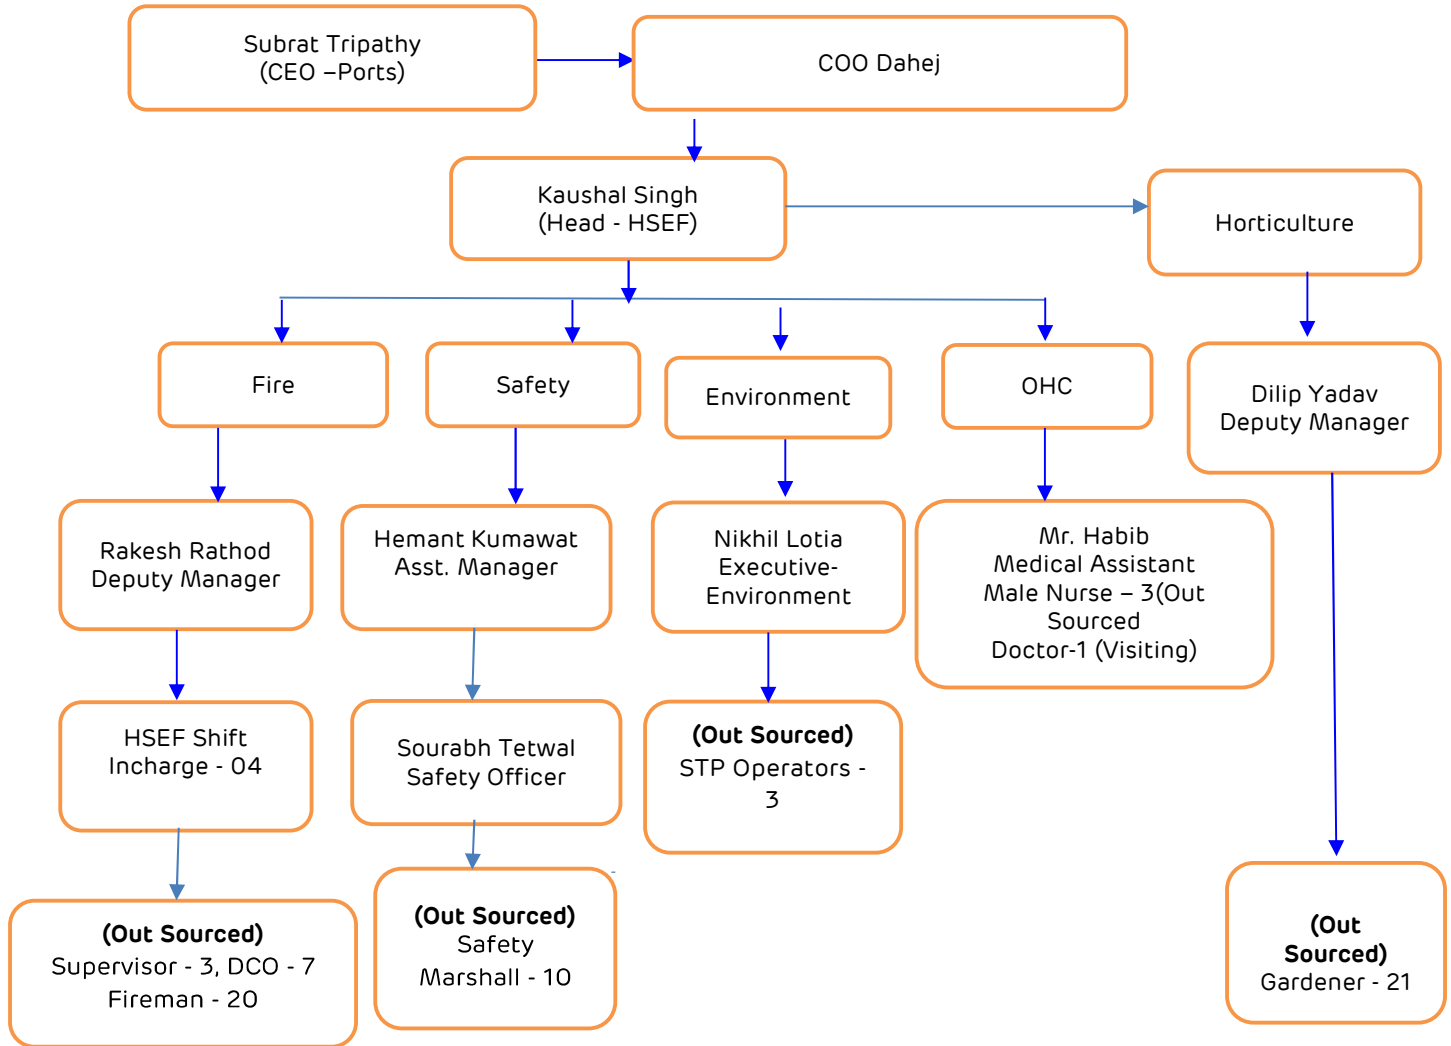 Subrat Tripathy
(CEO –Ports)
COO Dahej
Kaushal Singh
(Head - HSEF)
Horticulture
Fire
Safety
Environment
OHC
Dilip Yadav
Deputy Manager
Rakesh Rathod
Deputy Manager
Hemant Kumawat
Asst. Manager
Nikhil Lotia
Executive-
Environment
Mr. Habib
Medical Assistant
Male Nurse – 3(Out
Sourced
Doctor-1 (Visiting)
HSEF Shift
Incharge - 04
Sourabh Tetwal
Safety Officer
(Out Sourced)
STP Operators -
3
(Out Sourced)
Supervisor - 3, DCO - 7
Fireman - 20
(Out Sourced)
Safety
Marshall - 10
(Out
Sourced)
Gardener - 21